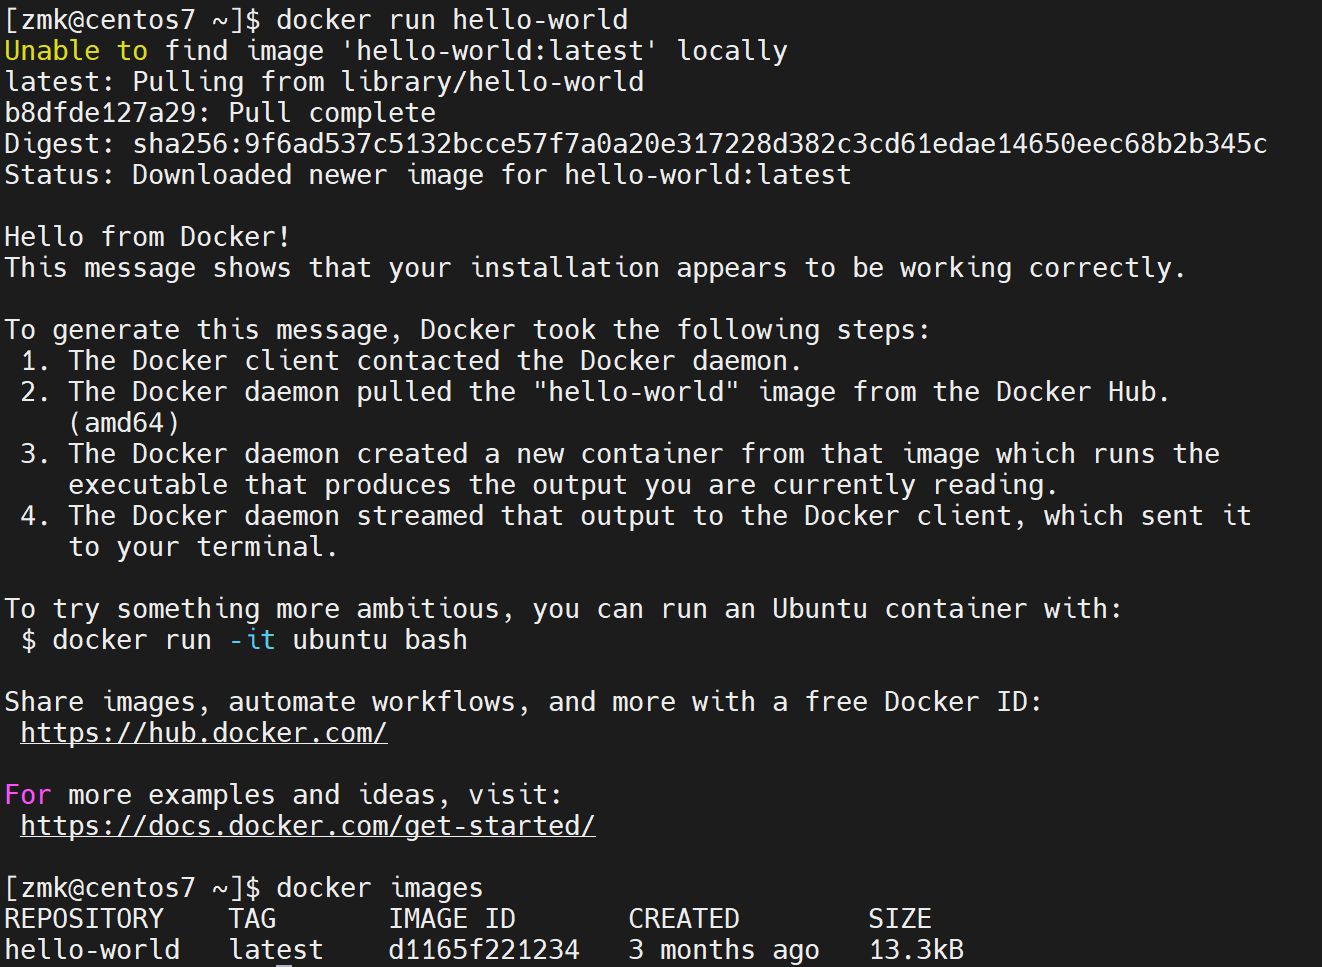 [zmk@centos7 ~]$ docker run hello-world
Unable to find image 'hello-world:latest' locally
latest: Pulling from library/hello-world
b8dfde127a29: Pull complete
Digest: sha256:9f6ad537c5132bcce57f7a0a20e317228d382c3cd61edae14650eec68b2b345c
Status: Downloaded newer image for hello-world:latest

Hello from Docker!
This message shows that your installation appears to be working correctly.

To generate this message, Docker took the following steps:
 1. The Docker client contacted the Docker daemon.
 2. The Docker daemon pulled the "hello-world" image from the Docker Hub.
    (amd64)
 3. The Docker daemon created a new container from that image which runs the
    executable that produces the output you are currently reading.
 4. The Docker daemon streamed that output to the Docker client, which sent it
    to your terminal.

To try something more ambitious, you can run an Ubuntu container with:
 $ docker run -it ubuntu bash

Share images, automate workflows, and more with a free Docker ID:
 https://hub.docker.com/

For more examples and ideas, visit:
 https://docs.docker.com/get-started/

[zmk@centos7 ~]$ docker images
REPOSITORY    TAG       IMAGE ID       CREATED        SIZE
hello-world   latest    d1165f221234   3 months ago   13.3kB